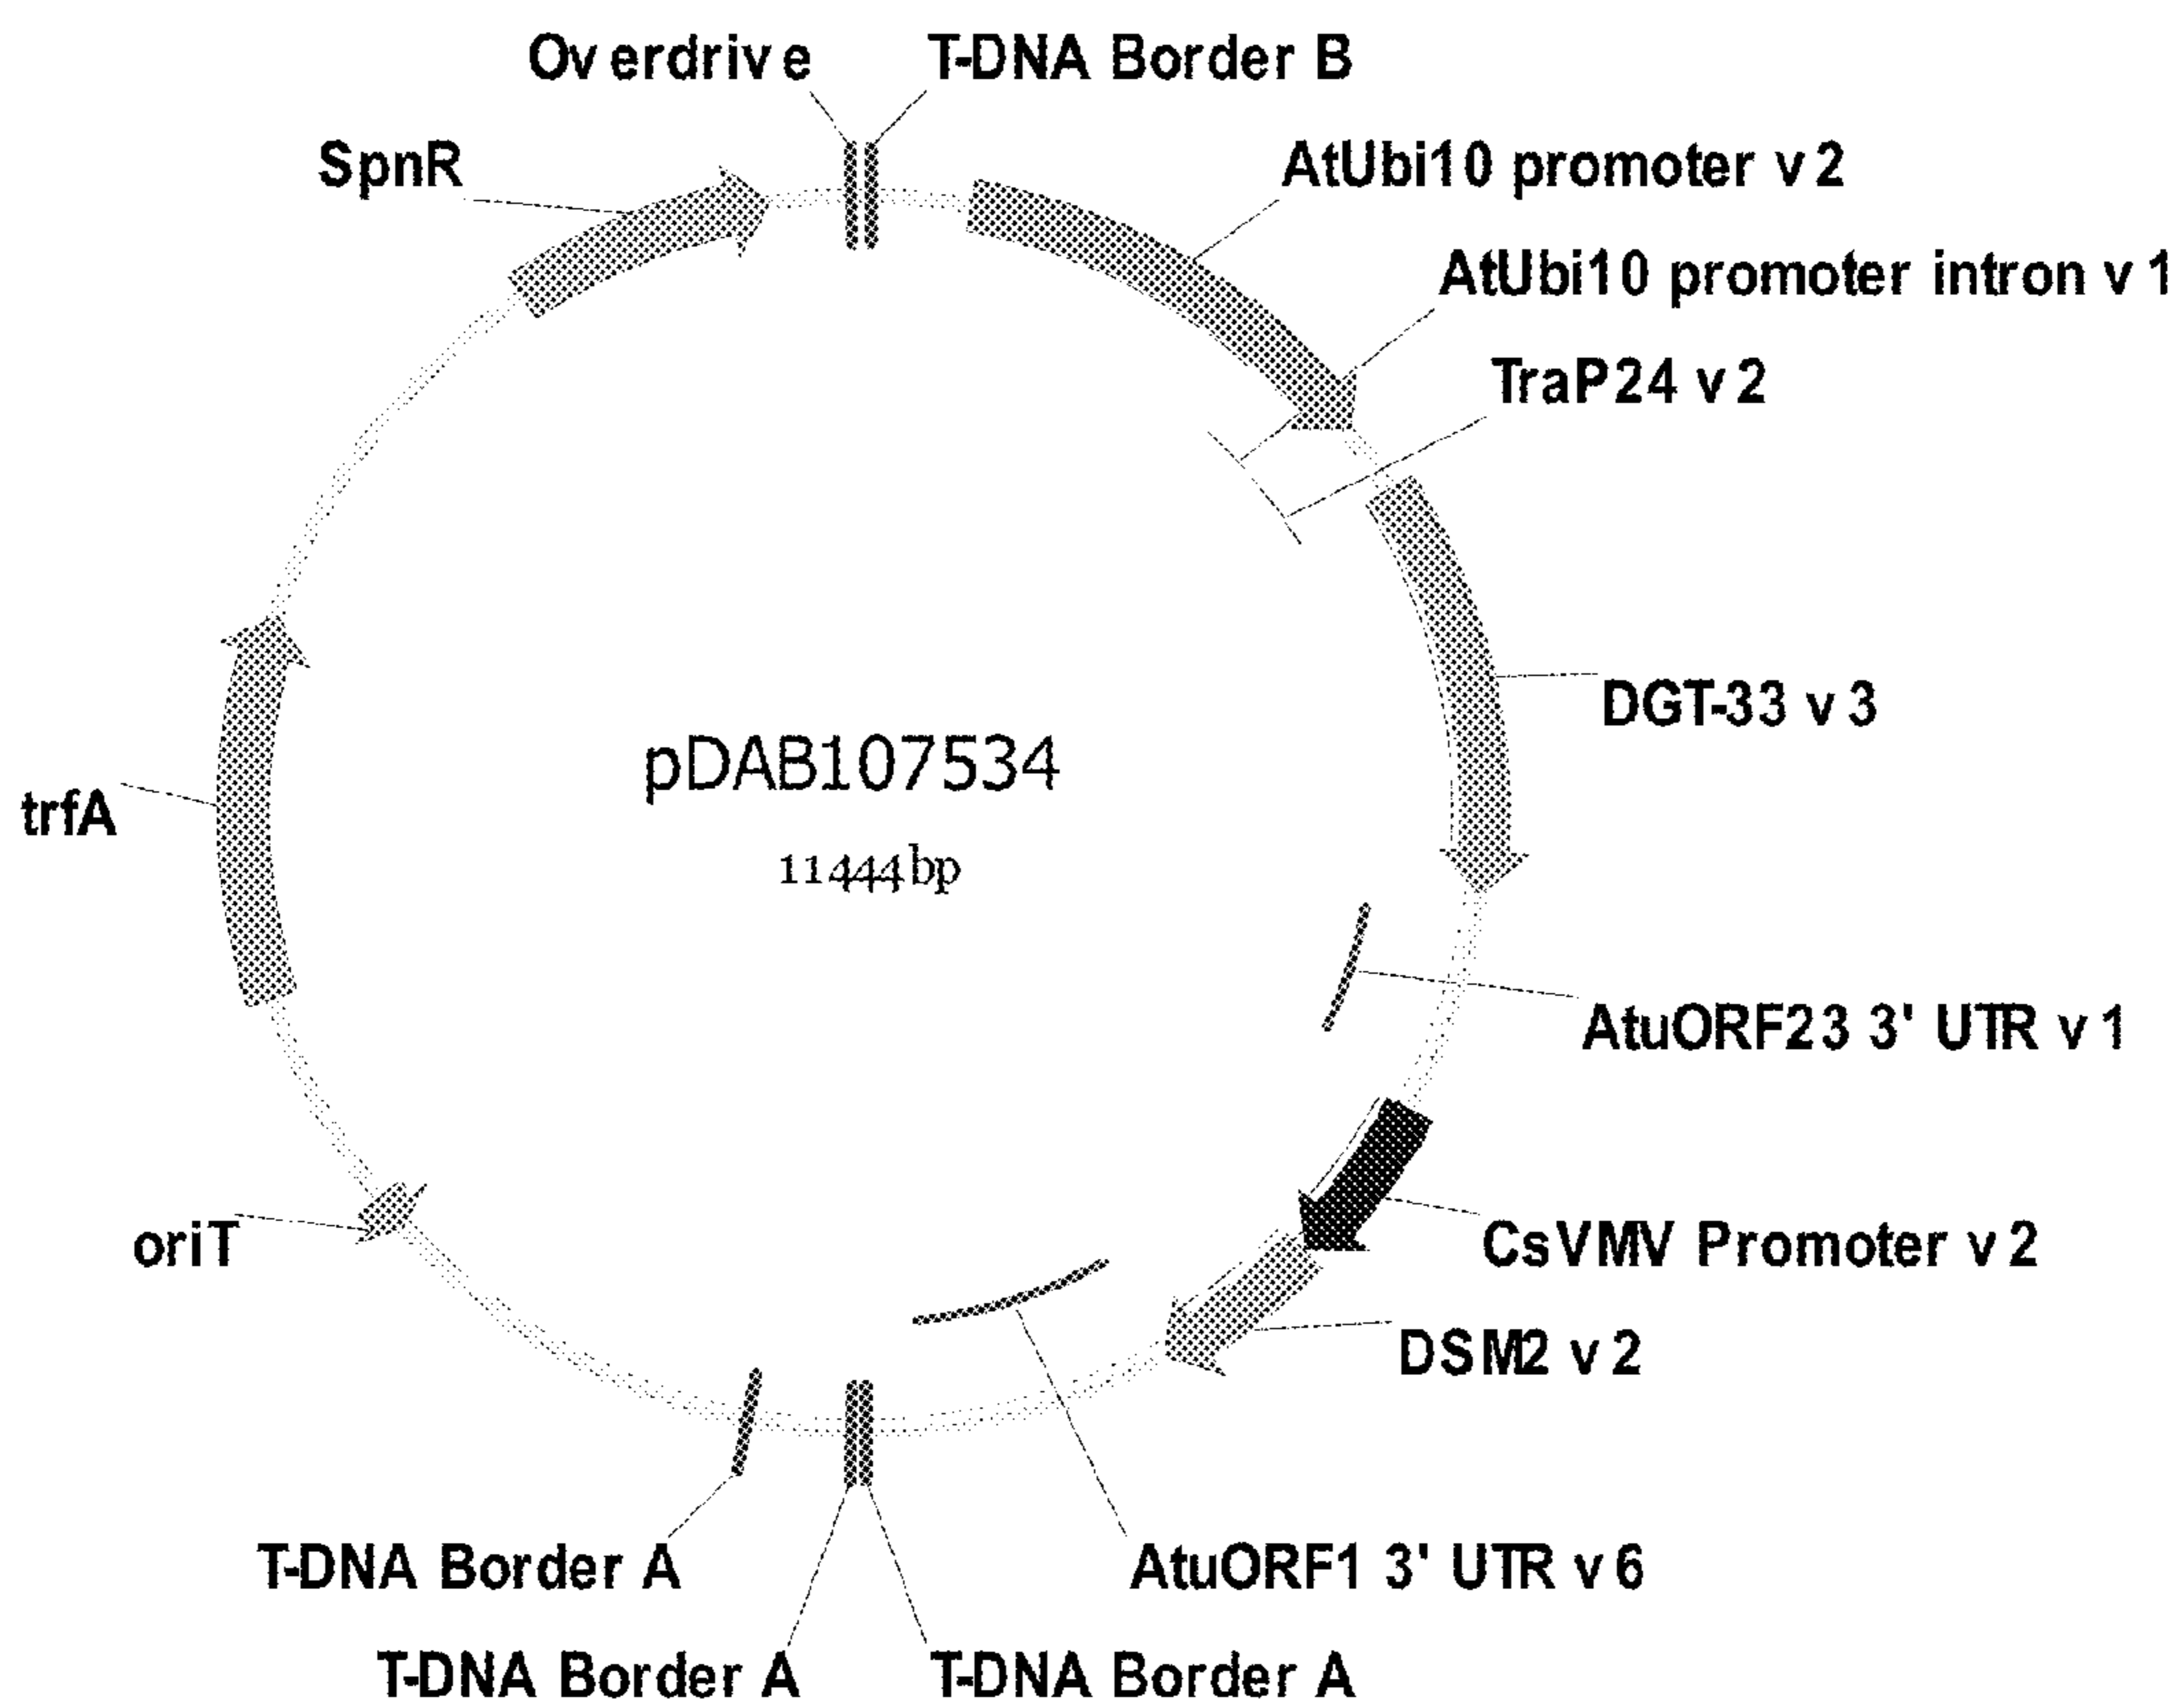 Overdrive
T-DNA Border B
SpnR
AtUbi10 promoter v2
AtUbi10 promoter intron v1
TraP24 v2
DGT-33 v3
pDAB107534
11444bp
trfA
AtuORF23 3' UTR v1
oriT
CsVMV Promoter v2
DSM2 v2
T-DNA Border A
AtuORF1 3' UTR v6
T-DNA Border A
T-DNA Border A